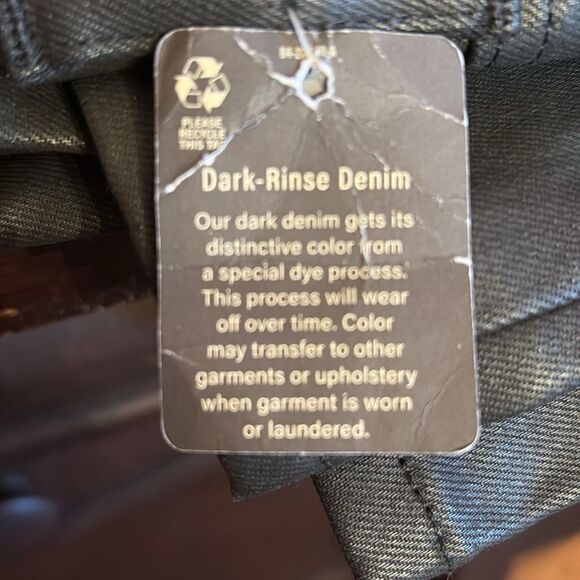 PLEASE
RECYCLE
THIS TAG
Dark-Rinse Denim
Our dark denim gets its
distinctive color from
a special dye process.
This process will wear
off over time. Color
may transfer to other
garments or upholstery
when garment is worn
or laundered.